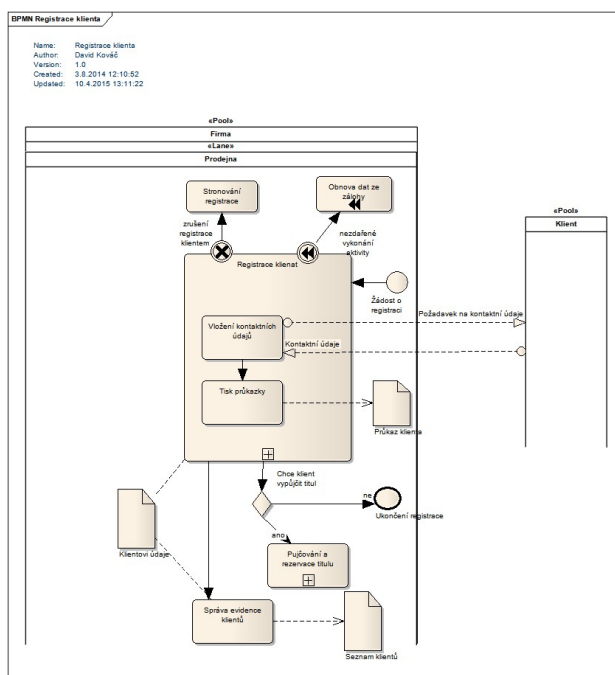 BPMN Registrace klienta
Name: Registrace klienta
Author: David Kováč
Version: 1.0
Created: 3.8.2014 12:10:52
Updated: 10.4.2015 13:11:22
«Pool»
Firma
«Lane»
Prodejna
Stronování
registrace
Obnova dat ze
zálohy
zrušení
registrace
klientem
nezdařené
vykonání
aktivity
«Pool»
Klient
Registrace klienat
Žádost o
registraci
Požadavek na kontaktní údaje
Vložení kontaktních
údajů
Kontaktní údaje
Tisk průkazky
Průkaz klienta
Chce klient
vypůjčit titul
ne
Ukončení registrace
Klientovi údaje
ano
Pujčování a
rezervace titulu
Správa evidence
klientů
Seznam klientů